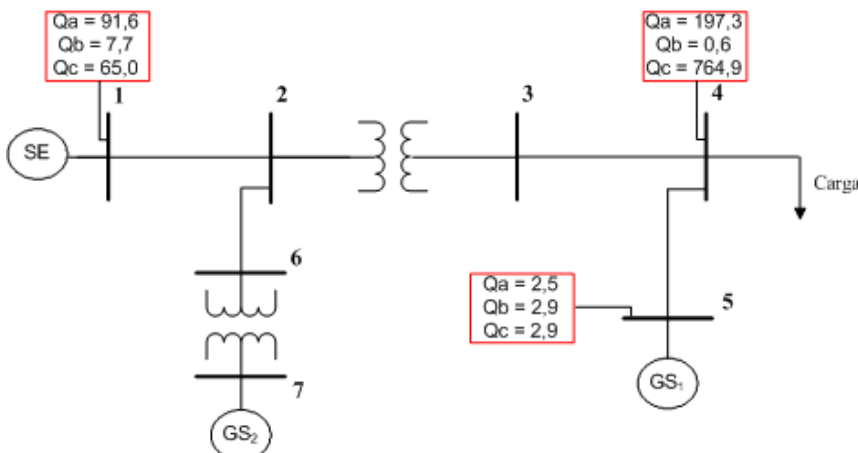 Qa = 91,6
Qb = 7,7
Qc = 65,0
Qa = 197,3
Qb = 0,6
Qc = 764,9
1
2
3
4
SE
Carga
6
Qa = 2,5
Qb = 2,9
Qc = 2,9
5
7
GS₁
GS₂